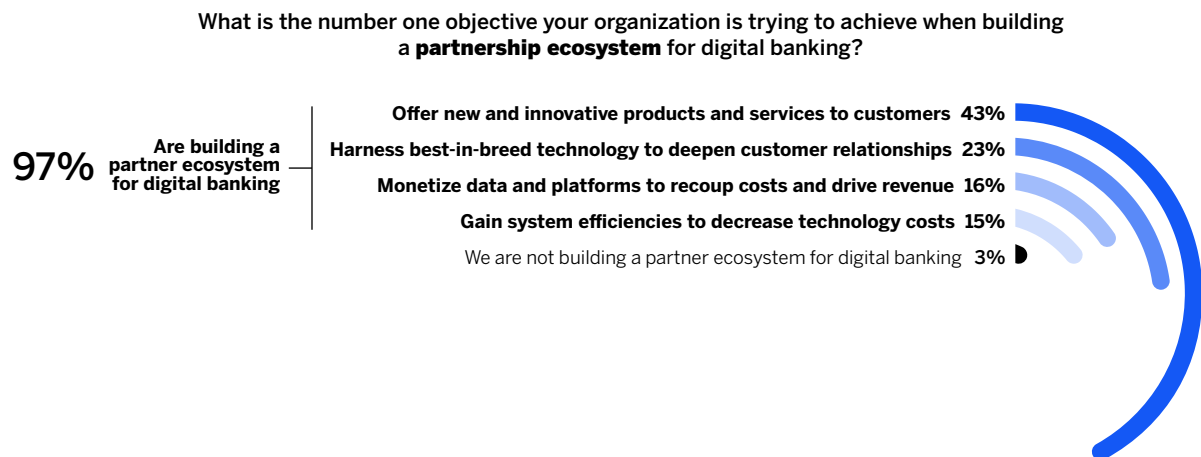 What is the number one objective your organization is trying to achieve when building
a partnership ecosystem for digital banking?
97%
Are building a
partner ecosystem
for digital banking
Offer new and innovative products and services to customers 43%
Harness best-in-breed technology to deepen customer relationships 23%
Monetize data and platforms to recoup costs and drive revenue 16%
Gain system efficiencies to decrease technology costs 15%
We are not building a partner ecosystem for digital banking 3%